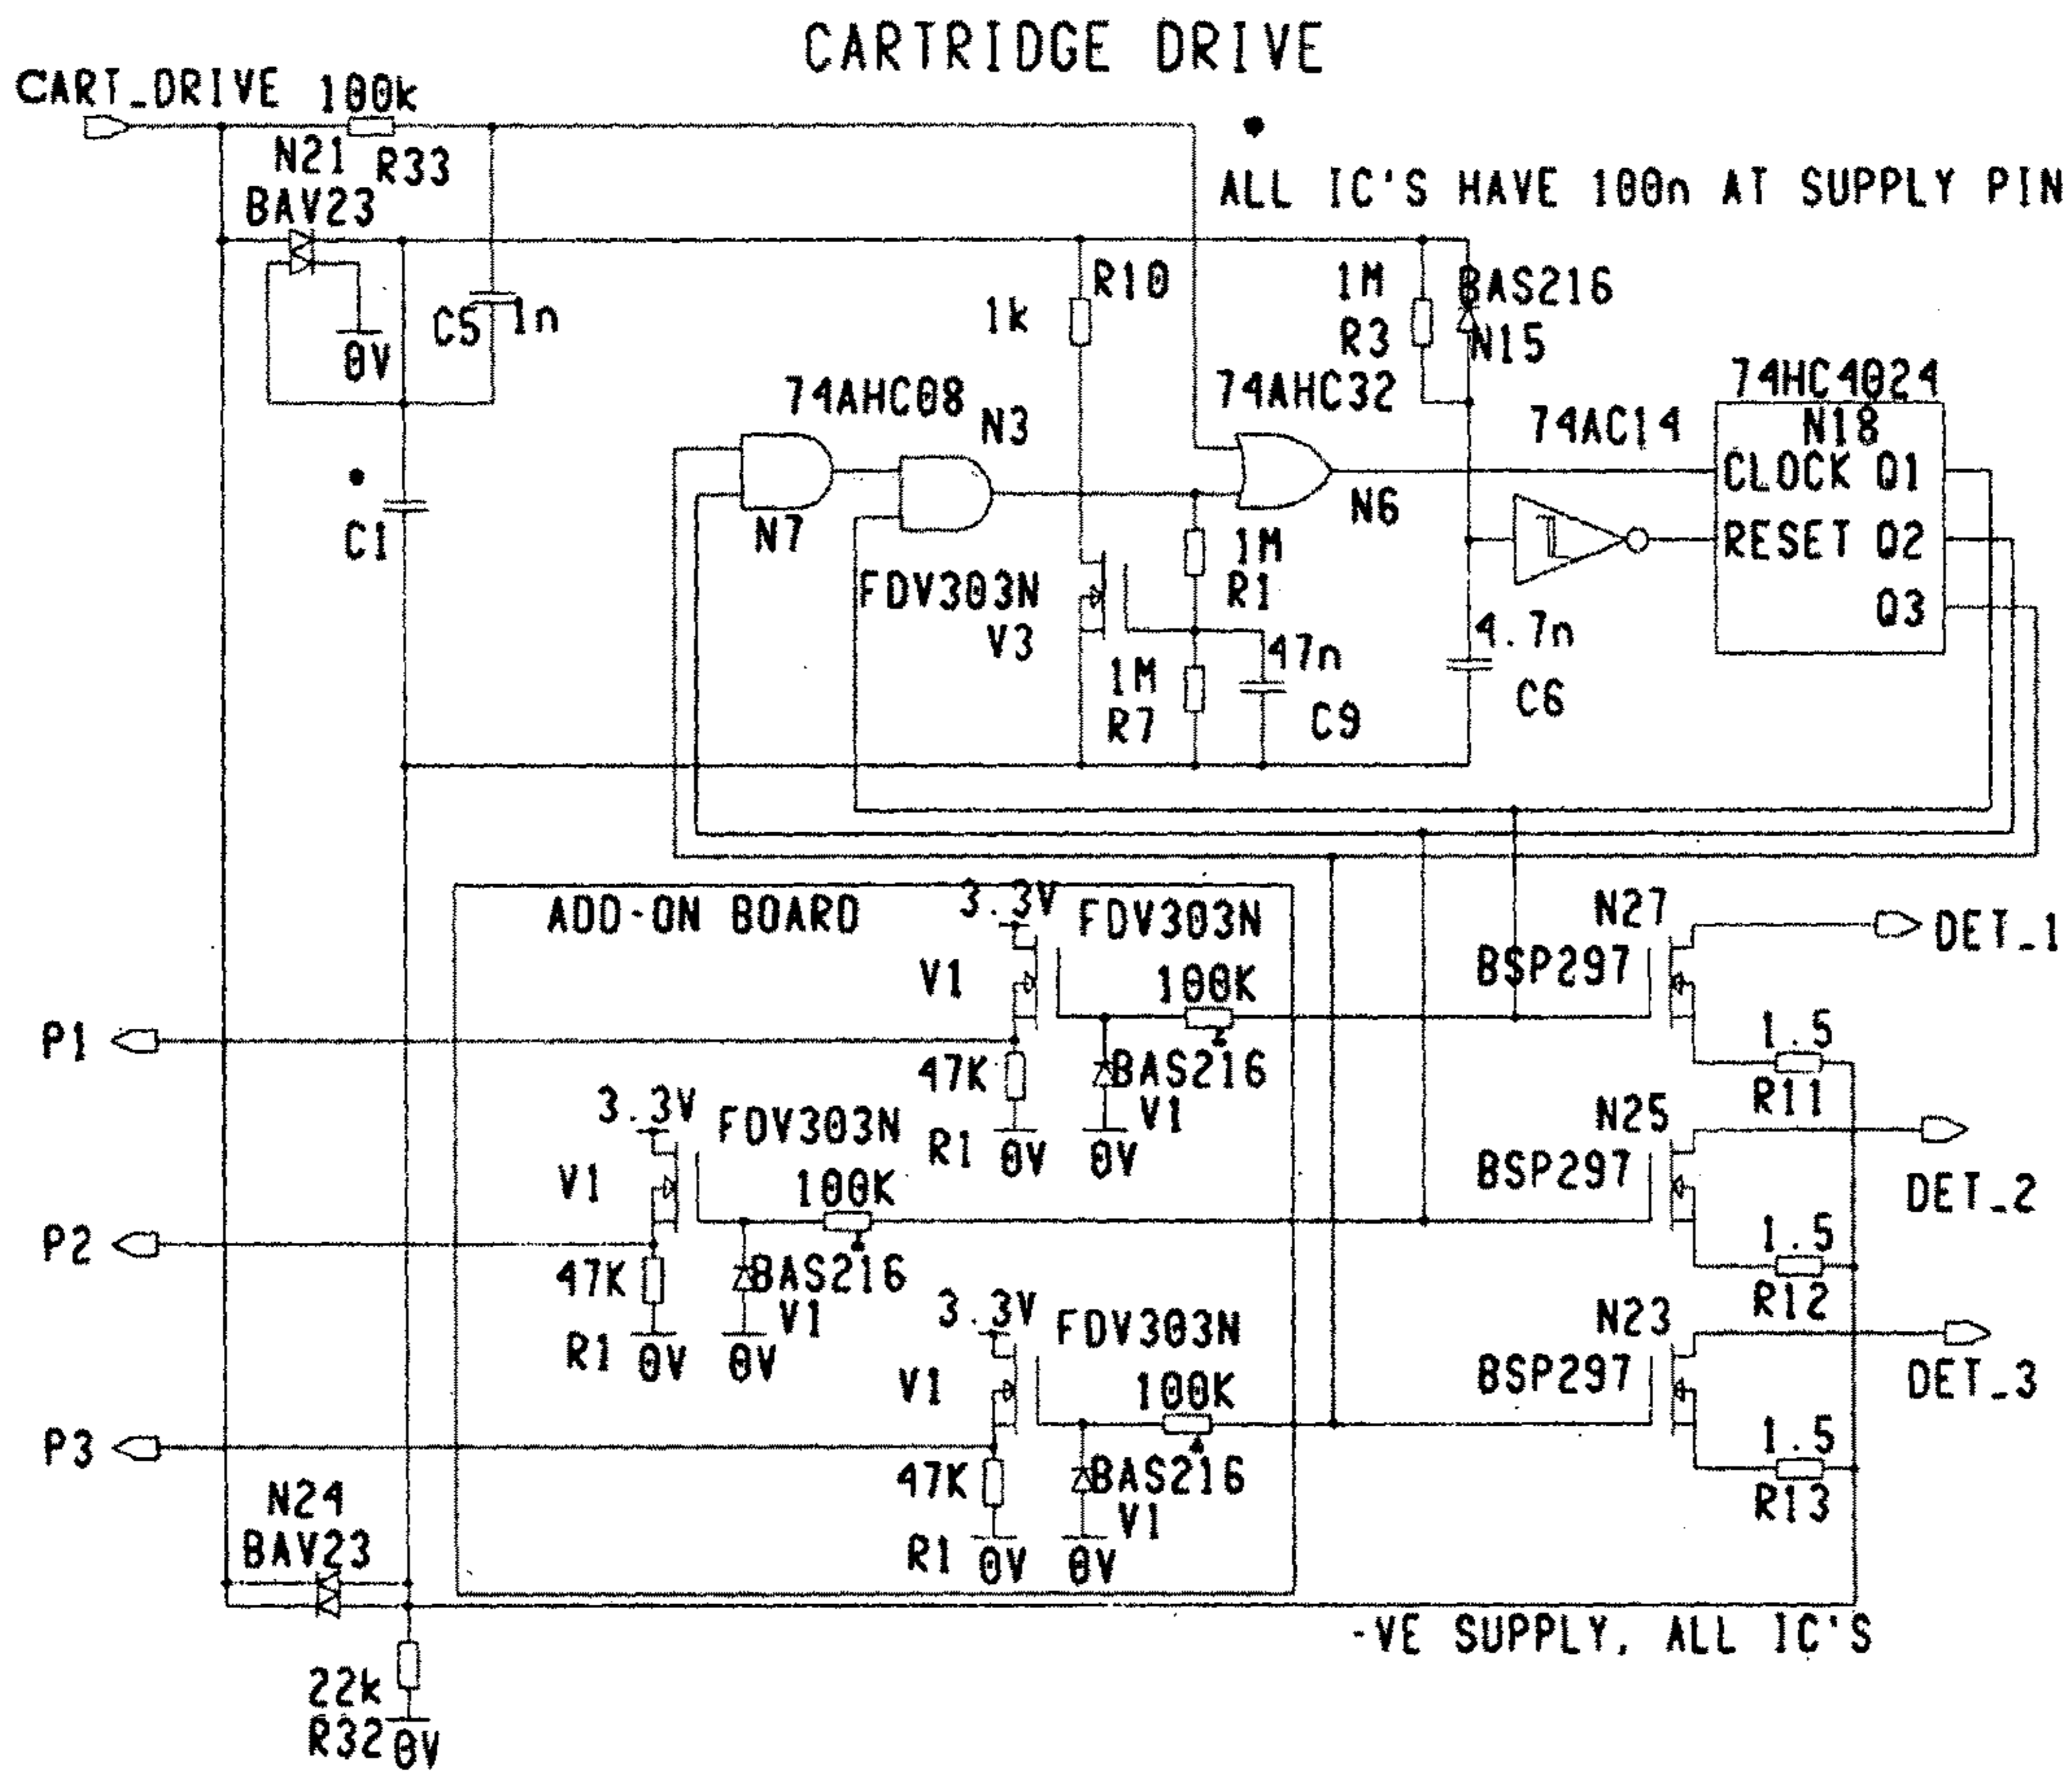 CARTRIDGE DRIVE
CART_DRIVE 100k
N21 R33
BAV23
ALL IC'S HAVE 100n AT SUPPLY PIN
0V
C5 1n
R10
1k
1M
R3
BAS216
N15
74AHC08
N3
74AHC32
74AC14
74HC4024
N18
CLOCK Q1
RESET Q2
Q3
C1
N7
N6
FDV303N
V3
1M
R1
1M
R7
47n
C9
4.7n
C6
ADD-ON BOARD
3.3V FDV303N
V1
100K
47K
BAS216
V1
R1 0V 0V
N27
BSP297
DET_1
1.5
R11
P1
3.3V FDV303N
V1
100K
47K
BAS216
V1
R1 0V 0V
N25
BSP297
DET_2
1.5
R12
P2
3.3V FDV303N
V1
100K
47K
BAS216
V1
R1 0V 0V
N23
BSP297
DET_3
1.5
R13
P3
N24
BAV23
-VE SUPPLY, ALL IC'S
22k
R32 0V